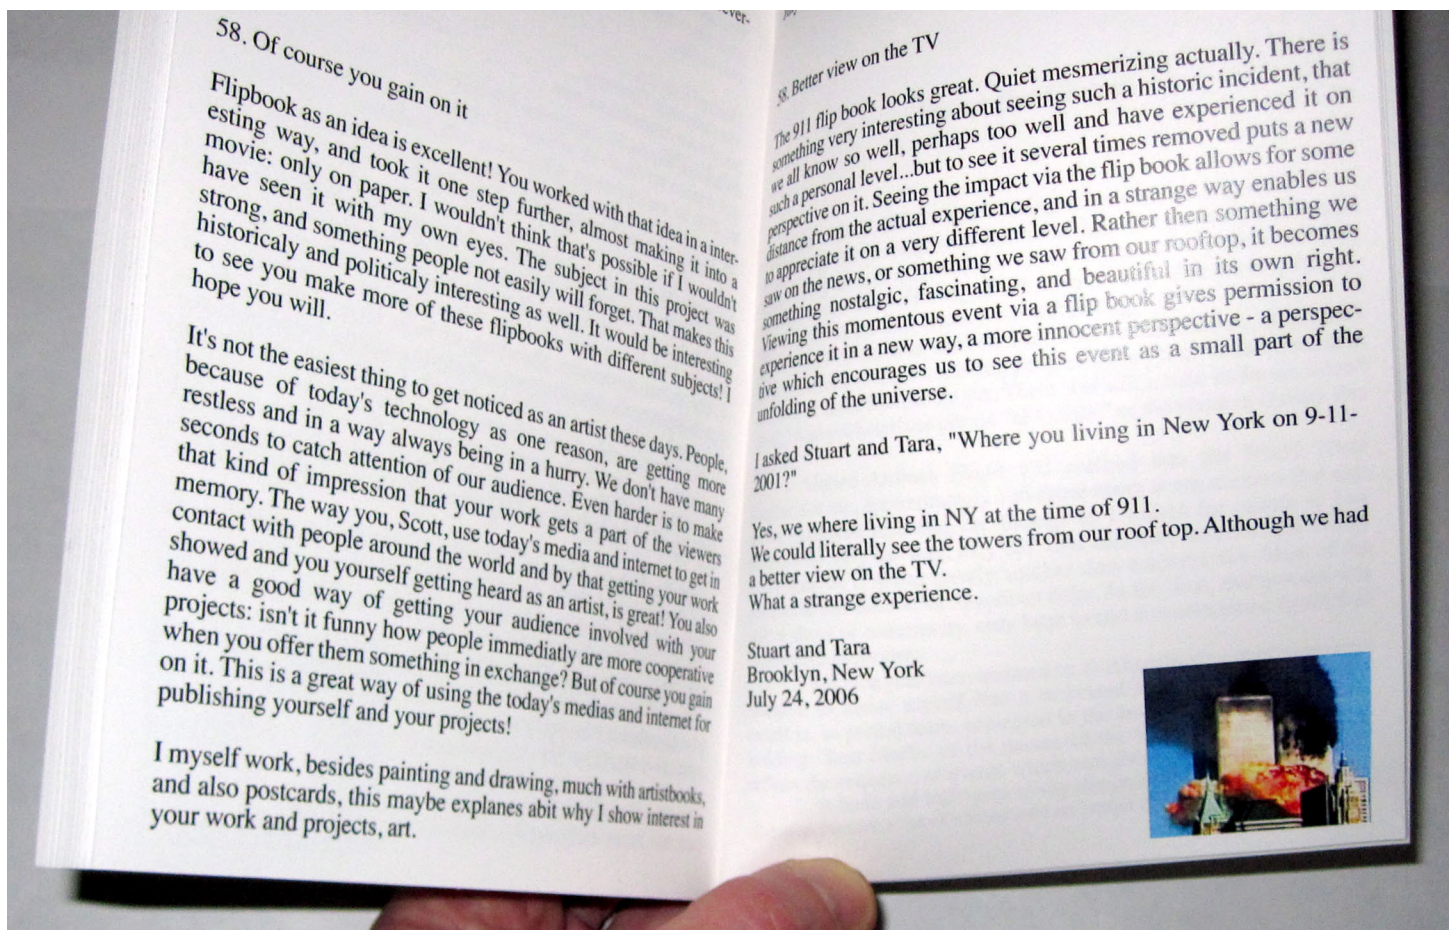 58. Of course you gain on it
Flipbook as an idea is excellent! You worked with that idea in a inter-
esting way, and took it one step further, almost making it into a
movie: only on paper. I wouldn't think that's possible if I wouldn't
have seen it with my own eyes. The subject in this project was
strong, and something people not easily will forget. That makes this
historicaly and politicaly interesting as well. It would be interesting
to see you make more of these flipbooks with different subjects! I
hope you will.
It's not the easiest thing to get noticed as an artist these days. People,
because of today's technology as one reason, are getting more
restless and in a way always being in a hurry. We don't have many
seconds to catch attention of our audience. Even harder is to make
that kind of impression that your work gets a part of the viewers
memory. The way you, Scott, use today's media and internet to get in
contact with people around the world and by that getting your work
showed and you yourself getting heard as an artist, is great! You also
have a good way of getting your audience involved with your
projects: isn't it funny how people immediatly are more cooperative
when you offer them something in exchange? But of course you gain
on it. This is a great way of using the today's medias and internet for
publishing yourself and your projects!
I myself work, besides painting and drawing, much with artistbooks,
and also postcards, this maybe explanes abit why I show interest in
your work and projects, art.
58. Better view on the TV
The 911 flip book looks great. Quiet mesmerizing actually. There is
something very interesting about seeing such a historic incident, that
we all know so well, perhaps too well and have experienced it on
such a personal level...but to see it several times removed puts a new
perspective on it. Seeing the impact via the flip book allows for some
distance from the actual experience, and in a strange way enables us
to appreciate it on a very different level. Rather then something we
saw on the news, or something we saw from our rooftop, it becomes
something nostalgic, fascinating, and beautiful in its own right.
Viewing this momentous event via a flip book gives permission to
experience it in a new way, a more innocent perspective - a perspec-
tive which encourages us to see this event as a small part of the
unfolding of the universe.
I asked Stuart and Tara, "Where you living in New York on 9-11-
2001?"
Yes, we where living in NY at the time of 911.
We could literally see the towers from our roof top. Although we had
a better view on the TV.
What a strange experience.
Stuart and Tara
Brooklyn, New York
July 24, 2006